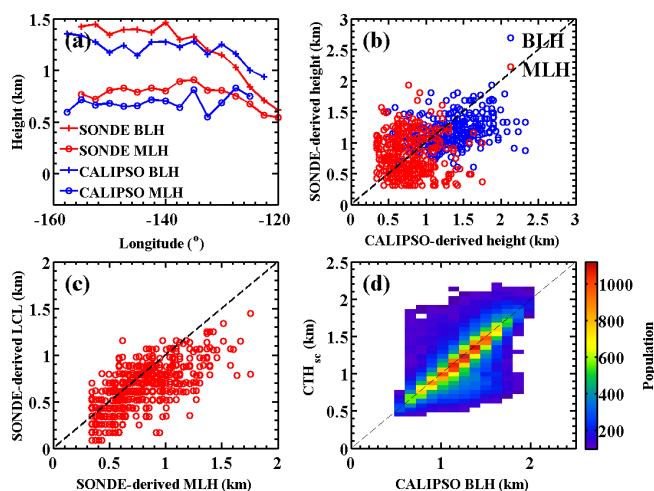 (a)
Height (km)
1.5
1
0.5
0
SONDE BLH
SONDE MLH
CALIPSO BLH
CALIPSO MLH
-160
-140
-120
Longitude (o)
(b)
BLH
MLH
SONDE-derived height (km)
3
2.5
2
1.5
1
0.5
0
0
0.5
1
1.5
2
2.5
3
CALIPSO-derived height (km)
(c)
SONDE-derived LCL (km)
2
1.5
1
0.5
0
0
0.5
1
1.5
2
SONDE-derived MLH (km)
(d)
CTHsc (km)
2.5
2
1.5
1
0.5
0
0
1
2
CALIPSO BLH (km)
1000
800
600
400
200
Population